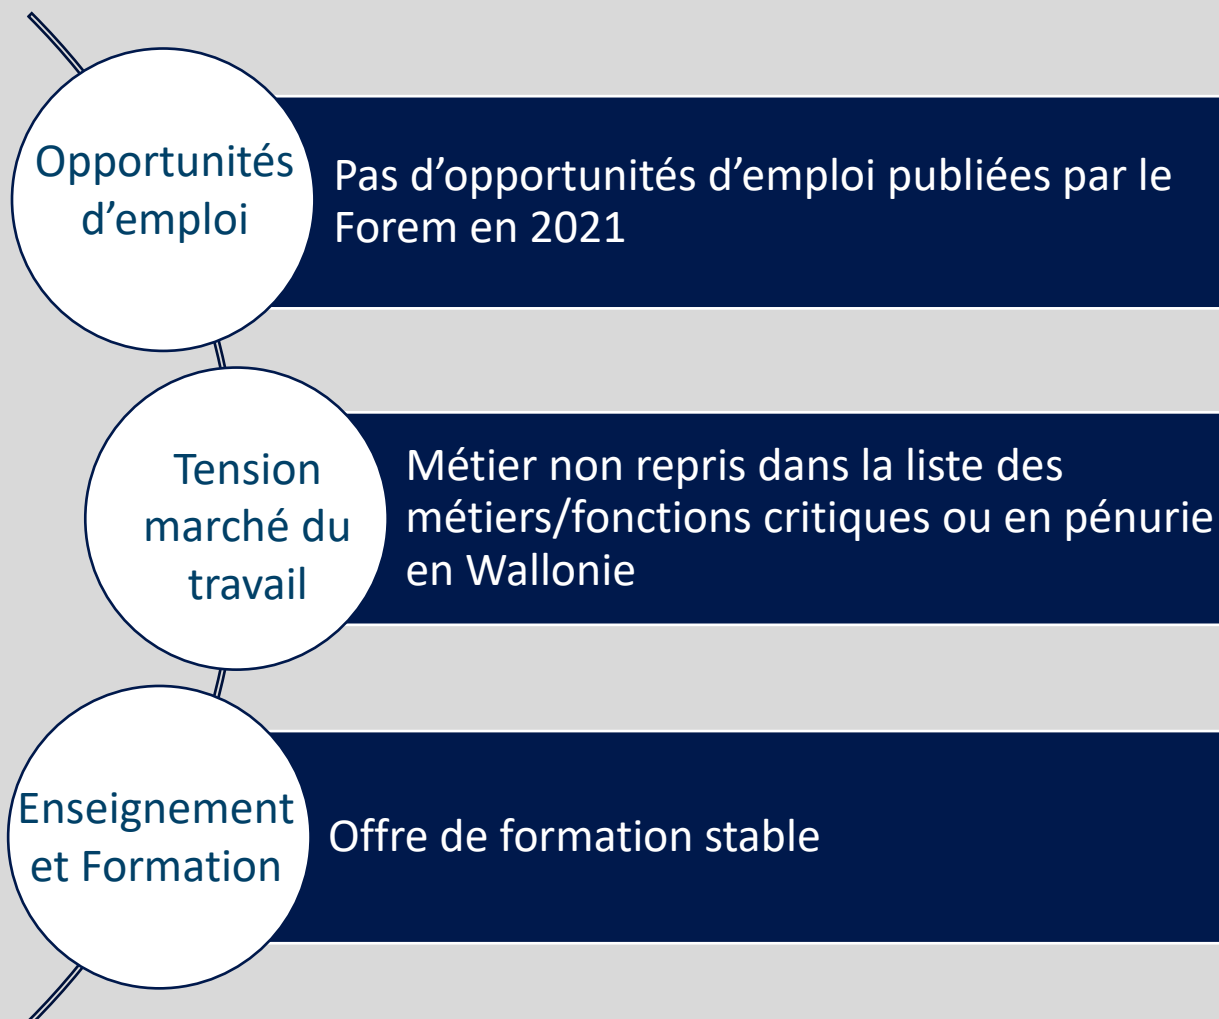 Opportunités
d’emploi
Pas d’opportunités d’emploi publiées par le
Forem en 2021
Tension
marché du
travail
Métier non repris dans la liste des
métiers/fonctions critiques ou en pénurie
en Wallonie
Enseignement
et Formation
Offre de formation stable